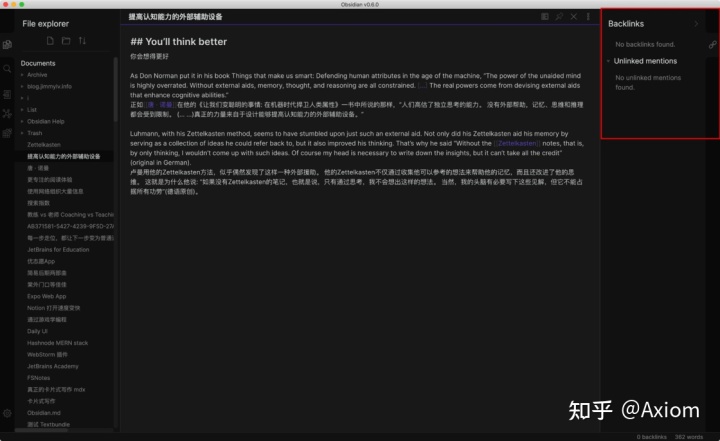 Obsidian v0.6.0
File explorer
Documents
Archive
blog.jimmylv.info
i
List
Obsidian Help
Trash
Zettelkasten
提高认知能力的外部辅助设备
唐·诺曼
更专注的阅读体验
使用网络组织大量信息
搜索指数
教练 vs 老师 Coaching vs Teaching
AB371581-5427-4239-9F5D-27
每一步定位，都让下一步变为普通
JetBrains for Education
优志愿App
简易后期两部曲
窗外门口等佳佳
Expo Web App
Notion 打开速度变快
通过游戏学编程
Daily UI
Hashnode MERN stack
WebStorm 插件
JetBrains Academy
FSNotes
真正的卡片式写作 mdx
卡片式写作
Obsidian.md
通过 Textbundle
提高认知能力的外部辅助设备
## You’ll think better
你会想得更好
As Don Norman put it in his book Things that make us smart: Defending human attributes in the age of the machine, “The power of the unaided mind
is highly overrated. Without external aids, memory, thought, and reasoning are all constrained. [...] The real powers come from devising external aids
that enhance cognitive abilities.”
正如[唐·诺曼]在他的《让我们变聪明的事情: 在机器时代捍卫人类属性》一书中所说的那样，“人们高估了独立思考的能力。 没有外部帮助，记忆、思维和推理
都会受到限制。 (... ...)真正的力量来自于设计能够提高认知能力的外部辅助设备。”
Luhmann, with his Zettelkasten method, seems to have stumbled upon just such an external aid. Not only did his Zettelkasten aid his memory by
serving as a collection of ideas he could refer back to, but it also improved his thinking. That’s why he said “Without the [[Zettelkasten]] notes, that is,
by only thinking, I wouldn’t come up with such ideas. Of course my head is necessary to write down the insights, but it can’t take all the credit”
(original in German).
卢曼用他的Zettelkasten方法，似乎偶然发现了这样一种外部援助。 他的Zettelkasten不仅通过收集他可以参考的想法来帮助他的记忆，而且还改进了他的思
维。 这就是为什么他说: “如果没有Zettelkasten的笔记，也就是说，只有通过思考，我不会想出这样的想法。 当然，我的头脑有必要写下这些见解，但它不能占
据所有功劳”(德语原创)。
Backlinks
No backlinks found.
Unlinked mentions
No unlinked mentions
found.
知乎 @Axiom
0 backlinks 362 words